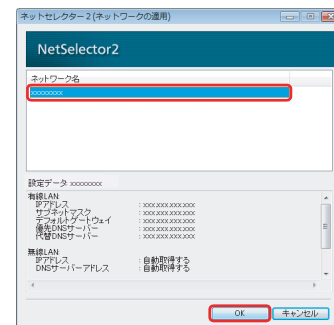 ネットセレクター2(ネットワークの運用)
NetSelector2
ネットワーク名
xxxxxxxx
設定データ xxxxxxxx
有線LAN:
IPアドレス : xxx.xxx.xxx.xxx
サブネットマスク : xxx.xxx.xxx.xxx
デフォルトゲートウェイ : xxx.xxx.xxx.xxx
優先DNSサーバー : xxx.xxx.xxx.xxx
代替DNSサーバー : xxx.xxx.xxx.xxx
無線LAN:
IPアドレス : 自動取得する
DNSサーバーアドレス : 自動取得する
OK キャンセル